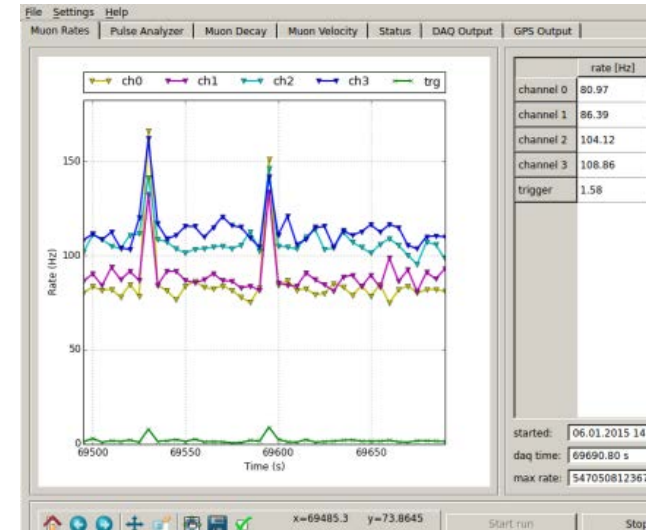 File Settings Help
Muon Rates Pulse Analyzer Muon Decay Muon Velocity Status DAQ Output GPS Output
ch0 ch1 ch2 ch3 trg
150
100
50
0
Rate (Hz)
69500 69550 69600 69650
Time (s)
rate [Hz]
channel 0 80.97
channel 1 86.39
channel 2 104.12
channel 3 108.86
trigger 1.58
started: 06.01.2015 14
daq time: 69690.80 s
max rate: 547050812367
x=69485.3 y=73.8645
Start run Stop